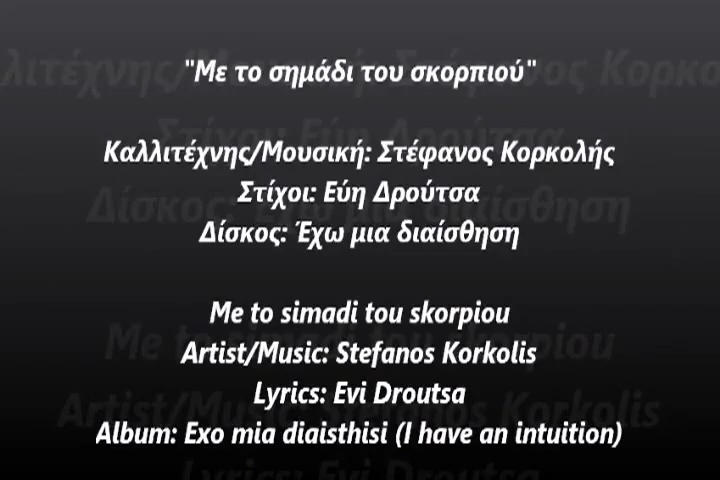 "Με το σημάδι του σκορπιού"
Καλλιτέχνης/Μουσική: Στέφανος Κορκολής
Στίχοι: Εύη Δρούτσα
Δίσκος: Έχω μια διαίσθηση
Me to simadi tou skorpiou
Artist/Music: Stefanos Korkolis
Lyrics: Evi Droutsa
Album: Exo mia diaisthisi (I have an intuition)